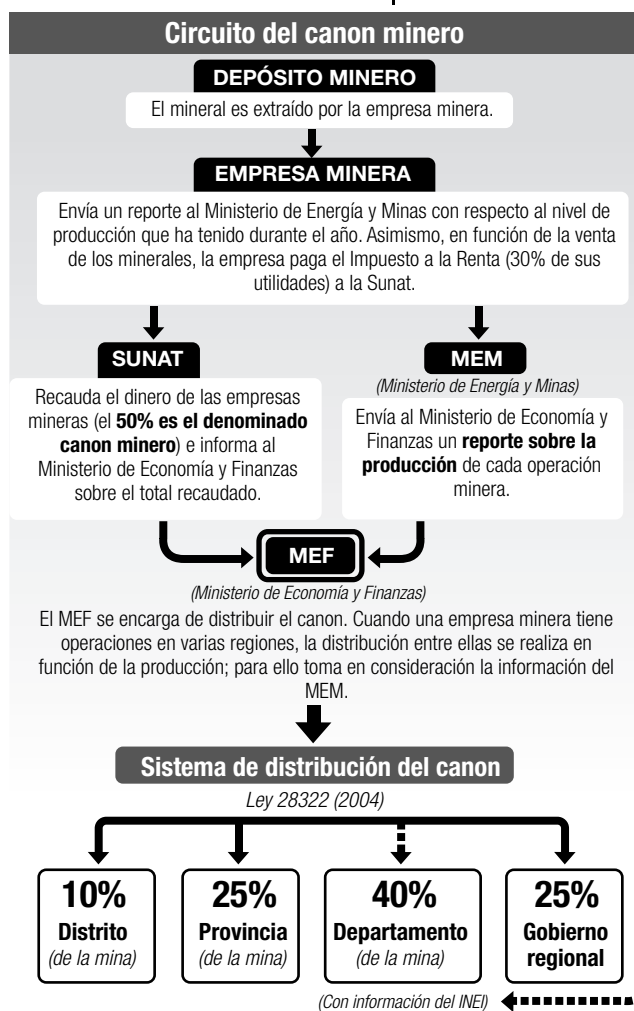 Circuito del canon minero
DEPÓSITO MINERO
El mineral es extraído por la empresa minera.
EMPRESA MINERA
Envía un reporte al Ministerio de Energía y Minas con respecto al nivel de
producción que ha tenido durante el año. Asimismo, en función de la venta
de los minerales, la empresa paga el Impuesto a la Renta (30% de sus
utilidades) a la Sunat.
SUNAT
Recauda el dinero de las empresas
mineras (el 50% es el denominado
canon minero) e informa al
Ministerio de Economía y Finanzas
sobre el total recaudado.
MEM
(Ministerio de Energía y Minas)
Envía al Ministerio de Economía y
Finanzas un reporte sobre la
producción de cada operación
minera.
MEF
(Ministerio de Economía y Finanzas)
El MEF se encarga de distribuir el canon. Cuando una empresa minera tiene
operaciones en varias regiones, la distribución entre ellas se realiza en
función de la producción; para ello toma en consideración la información del
MEM.
Sistema de distribución del canon
Ley 28322 (2004)
10%
Distrito
(de la mina)
25%
Provincia
(de la mina)
40%
Departamento
(de la mina)
25%
Gobierno
regional
(Con información del INEI)